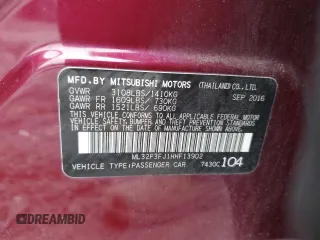 MFD.BY MITSUBISHI MOTORS (THAILAND) CO., LTD.
GVWR 3108LBS/1410KG SEP 2016
GAWR FR 1609LBS/ 730KG
GAWR RR 1521LBS/ 690KG
THIS VEHICLE CONFORMS TO ALL
APPLICABLE FEDERAL MOTOR VEHICLE
SAFETY, BUMPER, AND THEFT
PREVENTION STANDARDS IN EFFECT
ON THE DATE OF MANUFACTURE
SHOWN ABOVE.
ML32F3FJ1HHF13902
VEHICLE TYPE:PASSENGER CAR 7430C 104
DREAMBID